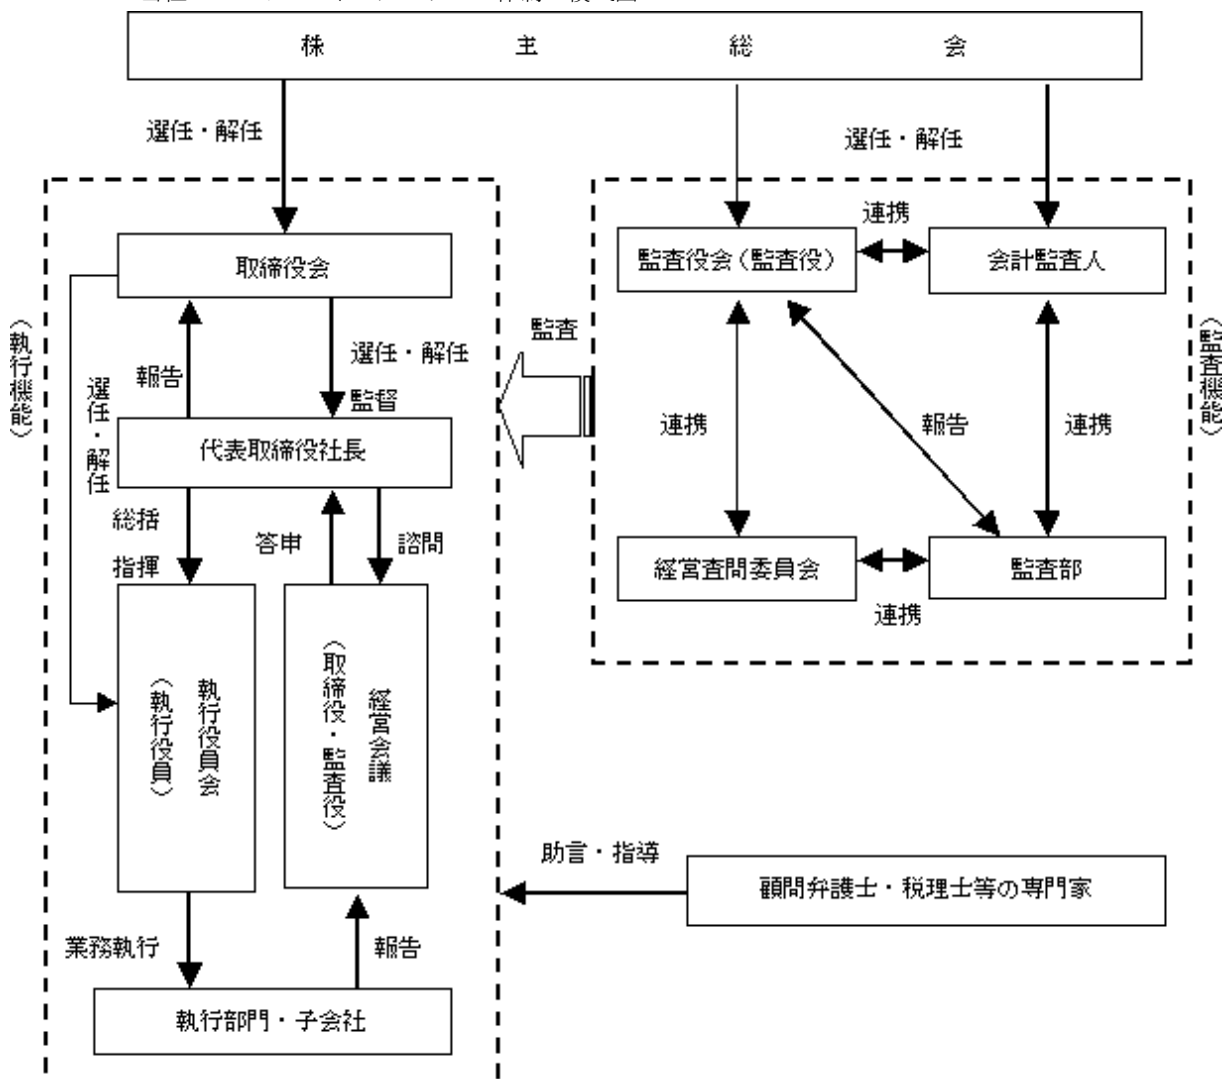 株主総会
選任・解任
選任・解任
取締役会
監査役会(監査役)
連携
会計監査人
(執行機能)
(監査機能)
選任・解任
報告
選任・解任
監督
監査
連携
報告
連携
代表取締役社長
総括
指揮
答申
諮問
経営査問委員会
連携
監査部
執行役員会
(執行役員)
経営会議
(取締役・監査役)
助言・指導
顧問弁護士・税理士等の専門家
業務執行
報告
執行部門・子会社